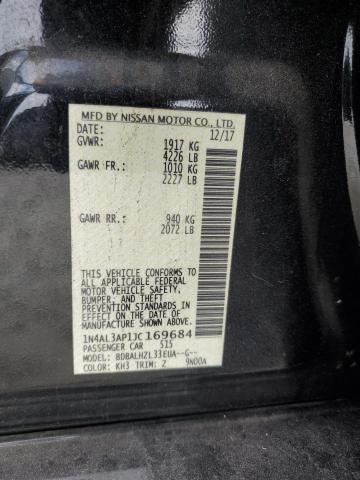 MFD BY NISSAN MOTOR CO., LTD.
DATE: 12/17
GVWR: 1917 KG
4226 LB
GAWR FR.: 1010 KG
2227 LB
GAWR RR.: 940 KG
2072 LB
THIS VEHICLE CONFORMS TO
ALL APPLICABLE FEDERAL
MOTOR VEHICLE SAFETY,
BUMPER, AND THEFT
PREVENTION STANDARDS IN
EFFECT ON THE DATE OF
MANUFACTURE SHOWN ABOVE.
1N4AL3AP1JC169684
PASSENGER CAR 515
MODEL: BDBALHZL33EUA--G--
COLOR: KH3 TRIM: Z 9N00A